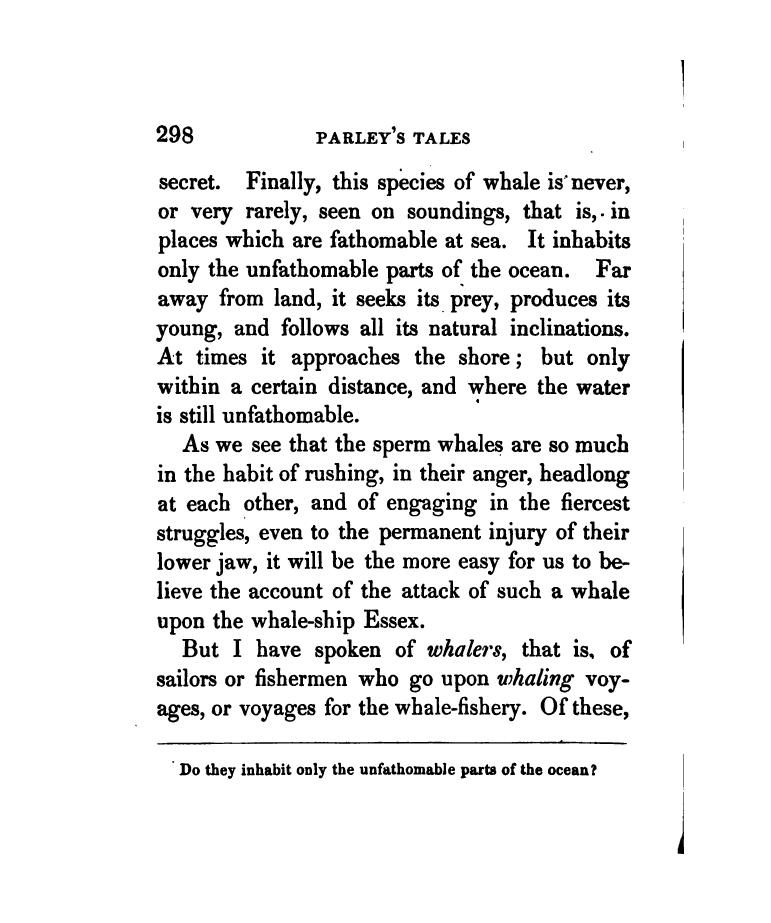 298 PARLEY'S TALES
secret. Finally, this species of whale is never,
or very rarely, seen on soundings, that is, in
places which are fathomable at sea. It inhabits
only the unfathomable parts of the ocean. Far
away from land, it seeks its prey, produces its
young, and follows all its natural inclinations.
At times it approaches the shore; but only
within a certain distance, and where the water
is still unfathomable.
As we see that the sperm whales are so much
in the habit of rushing, in their anger, headlong
at each other, and of engaging in the fiercest
struggles, even to the permanent injury of their
lower jaw, it will be the more easy for us to be-
lieve the account of the attack of such a whale
upon the whale-ship Essex.
But I have spoken of whalers, that is, of
sailors or fishermen who go upon whaling voy-
ages, or voyages for the whale-fishery. Of these,
Do they inhabit only the unfathomable parts of the ocean?